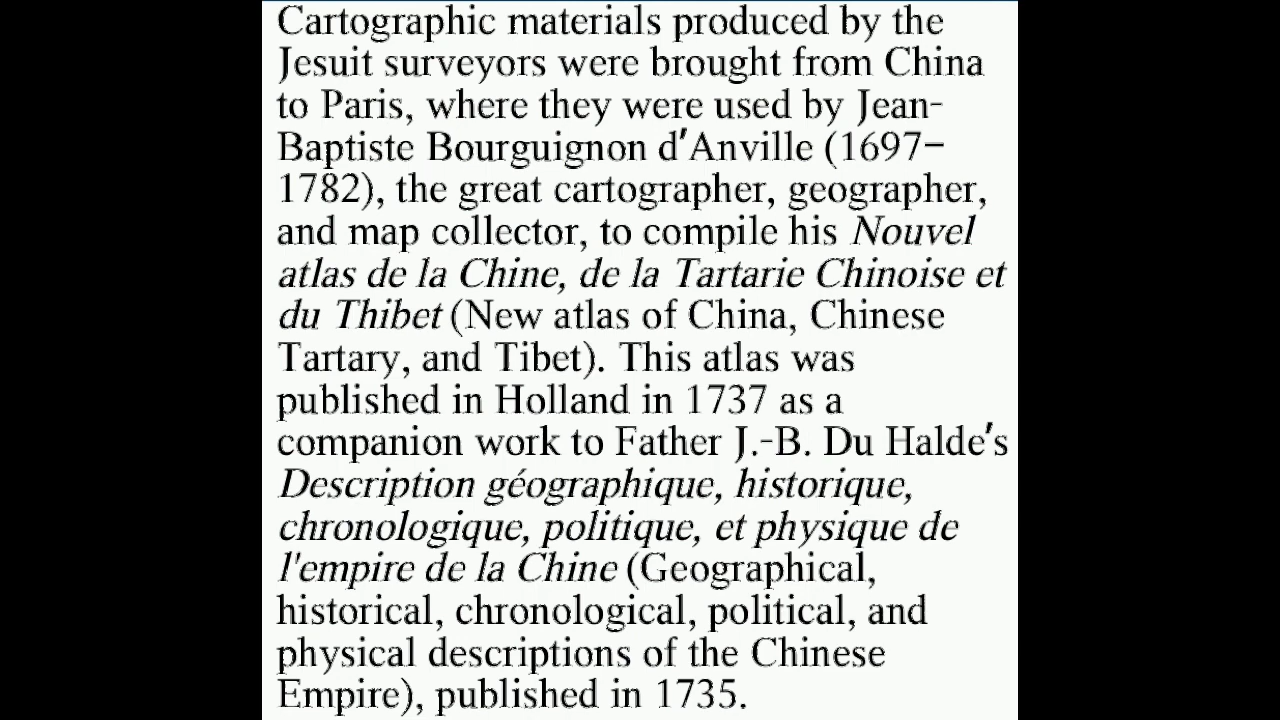 Cartographic materials produced by the
Jesuit surveyors were brought from China
to Paris, where they were used by Jean-
Baptiste Bourguignon d'Anville (1697–
1782), the great cartographer, geographer,
and map collector, to compile his Nouvel
atlas de la Chine, de la Tartarie Chinoise et
du Thibet (New atlas of China, Chinese
Tartary, and Tibet). This atlas was
published in Holland in 1737 as a
companion work to Father J.-B. Du Halde's
Description géographique, historique,
chronologique, politique, et physique de
l'empire de la Chine (Geographical,
historical, chronological, political, and
physical descriptions of the Chinese
Empire), published in 1735.